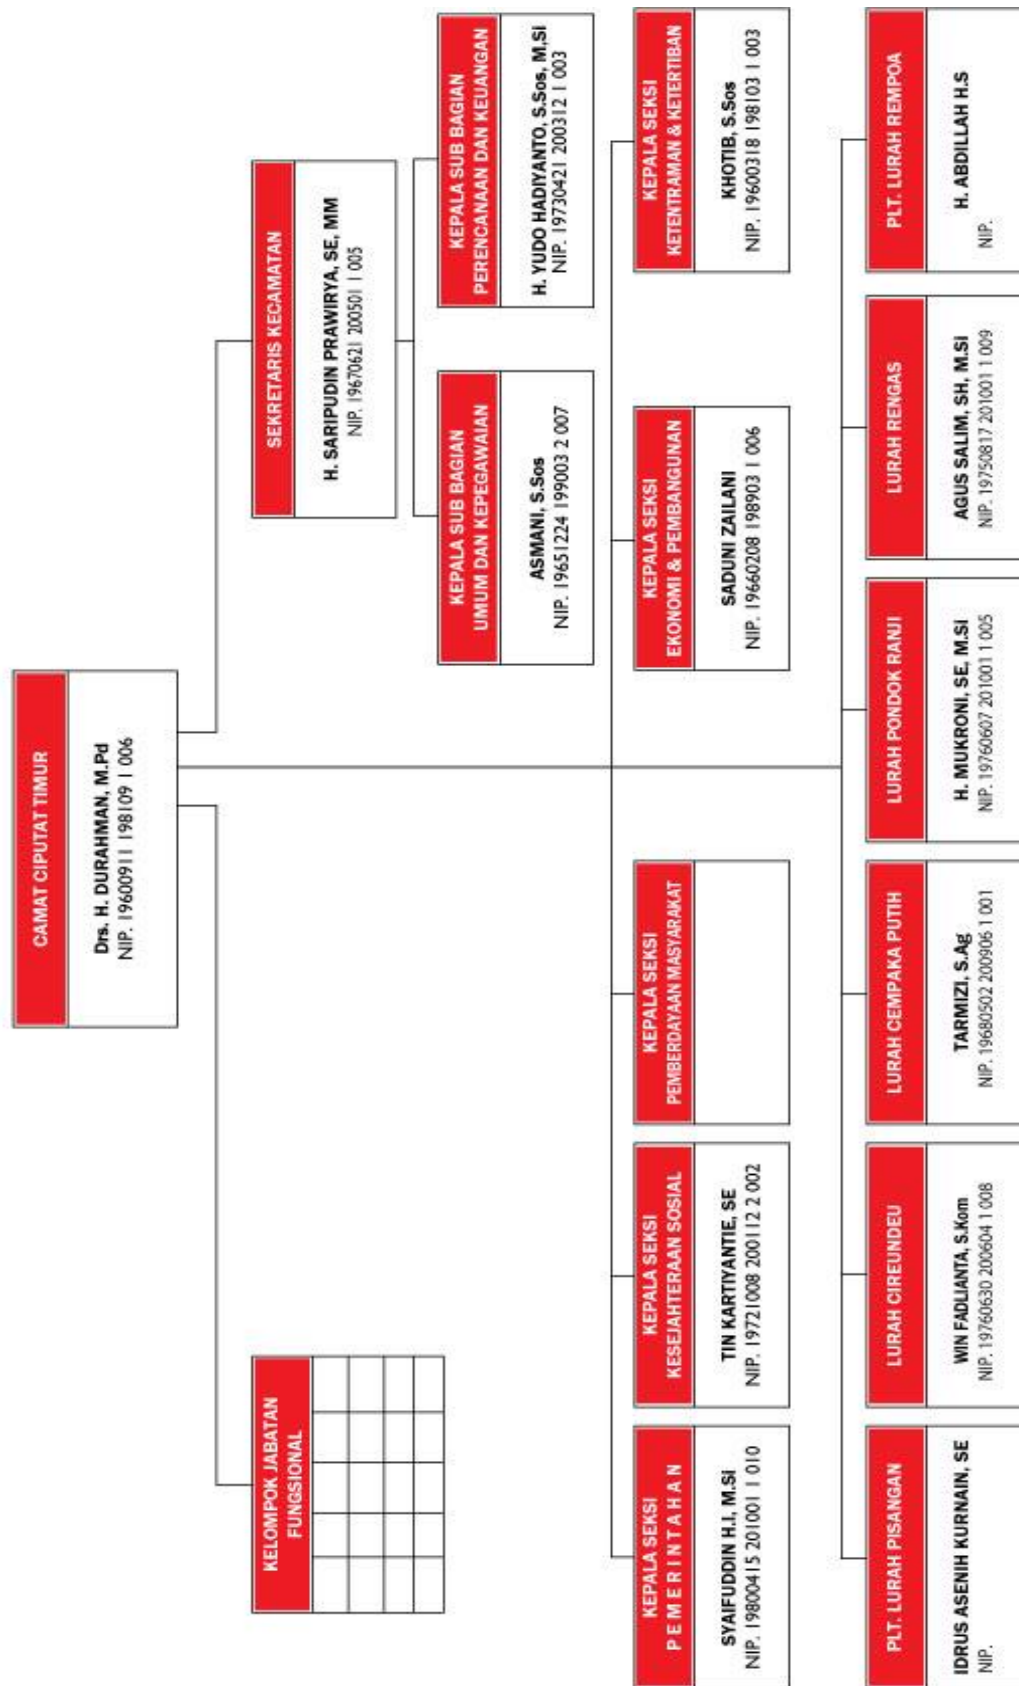 CAMAT CIPUTAT TIMUR
Drs. H. DURAHMAN, M.Pd
NIP. 19600911 198109 1 006
KELOMPOK JABATAN
FUNGSIONAL
SEKRETARIS KECAMATAN
H. SARIPUDIN PRAWIRYA, SE, MM
NIP. 19670621 200501 1 005
KEPALA SUB BAGIAN
UMUM DAN KEPEGAWAIAN
ASMANI, S.Sos
NIP. 19651224 199003 2 007
KEPALA SUB BAGIAN
PERENCANAAN DAN KEUANGAN
H. YUDO HADIYANTO, S.Sos, M,Si
NIP. 19730421 200312 1 003
KEPALA SEKSI
P E M E R I N T A H A N
SYAIFUDDIN H.I, M.Si
NIP. 19800415 201001 1 010
KEPALA SEKSI
KESEJAHTERAAN SOSIAL
TIN KARTIYANTIE, SE
NIP. 19721008 200112 2 002
KEPALA SEKSI
PEMBERDAYAAN MASYARAKAT
KEPALA SEKSI
EKONOMI & PEMBANGUNAN
SADUNI ZAILANI
NIP. 19660208 198903 1 006
KEPALA SEKSI
KETENTRAMAN & KETERTIBAN
KHOTIB, S.Sos
NIP. 19600318 198103 1 003
PLT. LURAH PISANGAN
IDRUS ASENIH KURNAIN, SE
NIP.
LURAH CIREUNDEU
WIN FADLIANTA, S.Kom
NIP. 19760630 200604 1 008
LURAH CEMPAKA PUTIH
TARMIZI, S.Ag
NIP. 19680502 200906 1 001
LURAH PONDOK RANJI
H. MUKRONI, SE, M.Si
NIP. 19760607 201001 1 005
LURAH RENGAS
AGUS SALIM, SH, M.Si
NIP. 19750817 201001 1 009
PLT. LURAH REMPOA
H. ABDILLAH H.S
NIP.